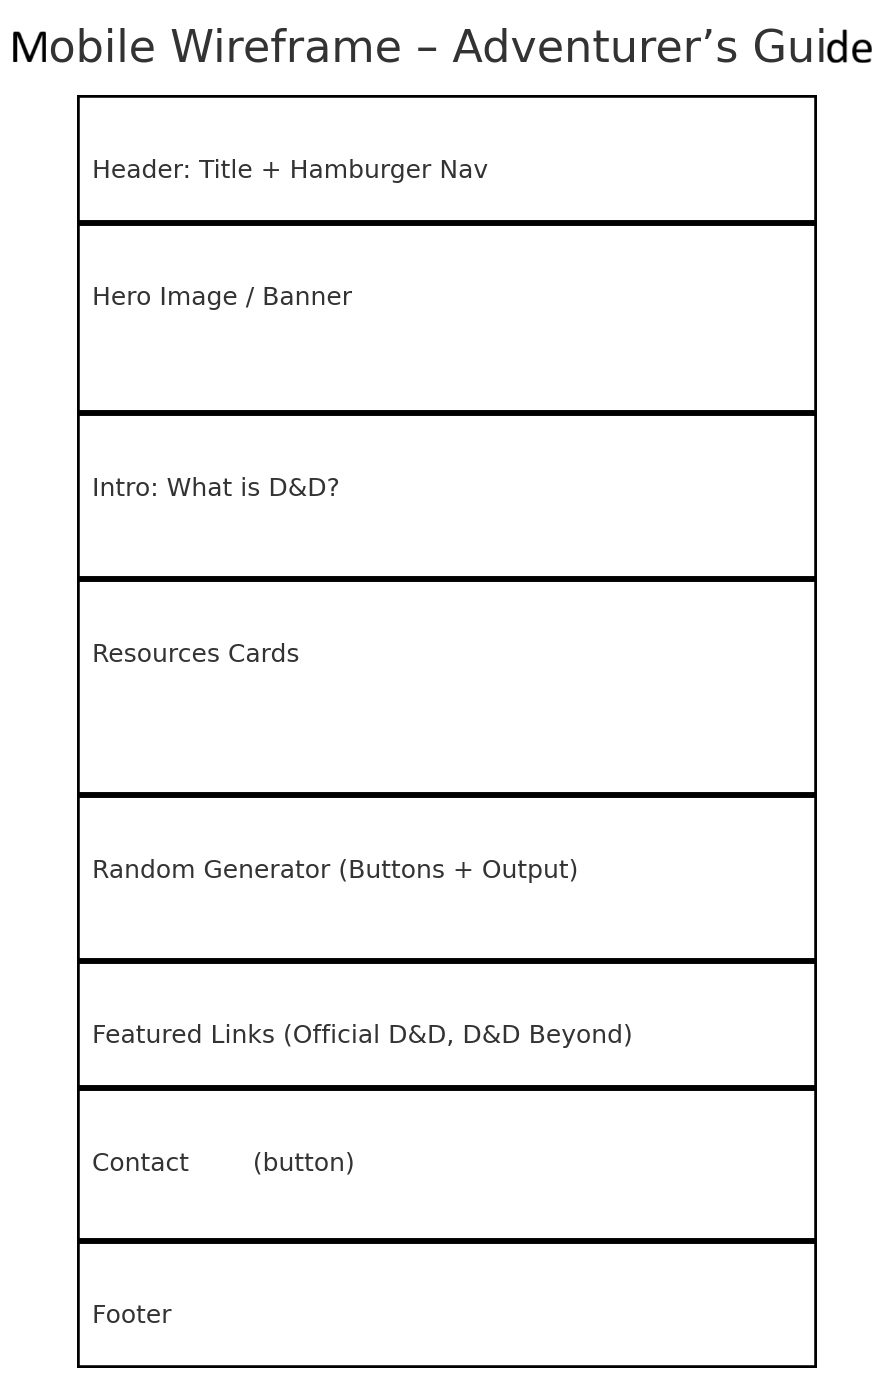 Mobile Wireframe – Adventurer’s Guide
Header: Title + Hamburger Nav
Hero Image / Banner
Intro: What is D&D?
Resources Cards
Random Generator (Buttons + Output)
Featured Links (Official D&D, D&D Beyond)
Contact (button)
Footer